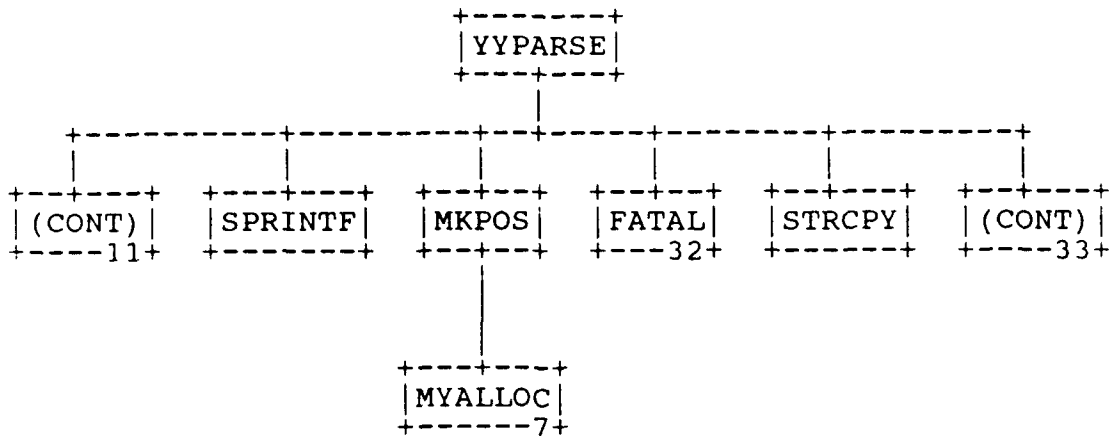 YYPARSE
(CONT) SPRINTF MKPOS FATAL STRCPY (CONT)
11 32 33
MYALLOC
7